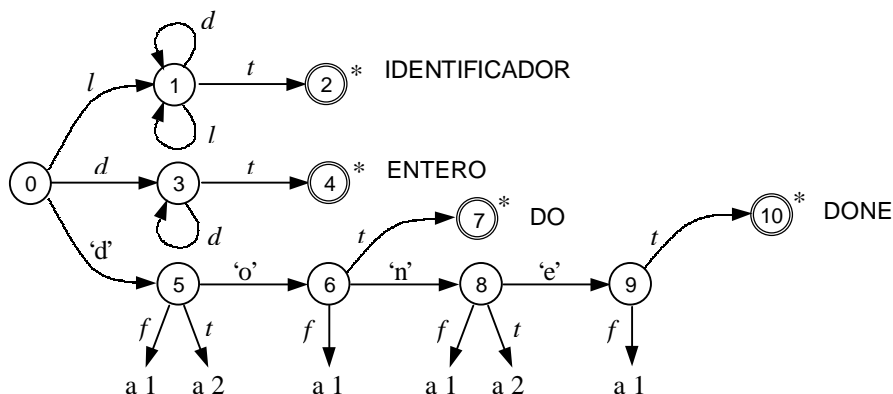 d
1 t 2 * IDENTIFICADOR
l
l
0 d 3 t 4 * ENTERO
d
t 7 * DO
t 10 * DONE
‘d’ 5 ‘o’ 6 ‘n’ 8 ‘e’ 9
f t f f t f
a 1 a 2 a 1 a 1 a 2 a 1